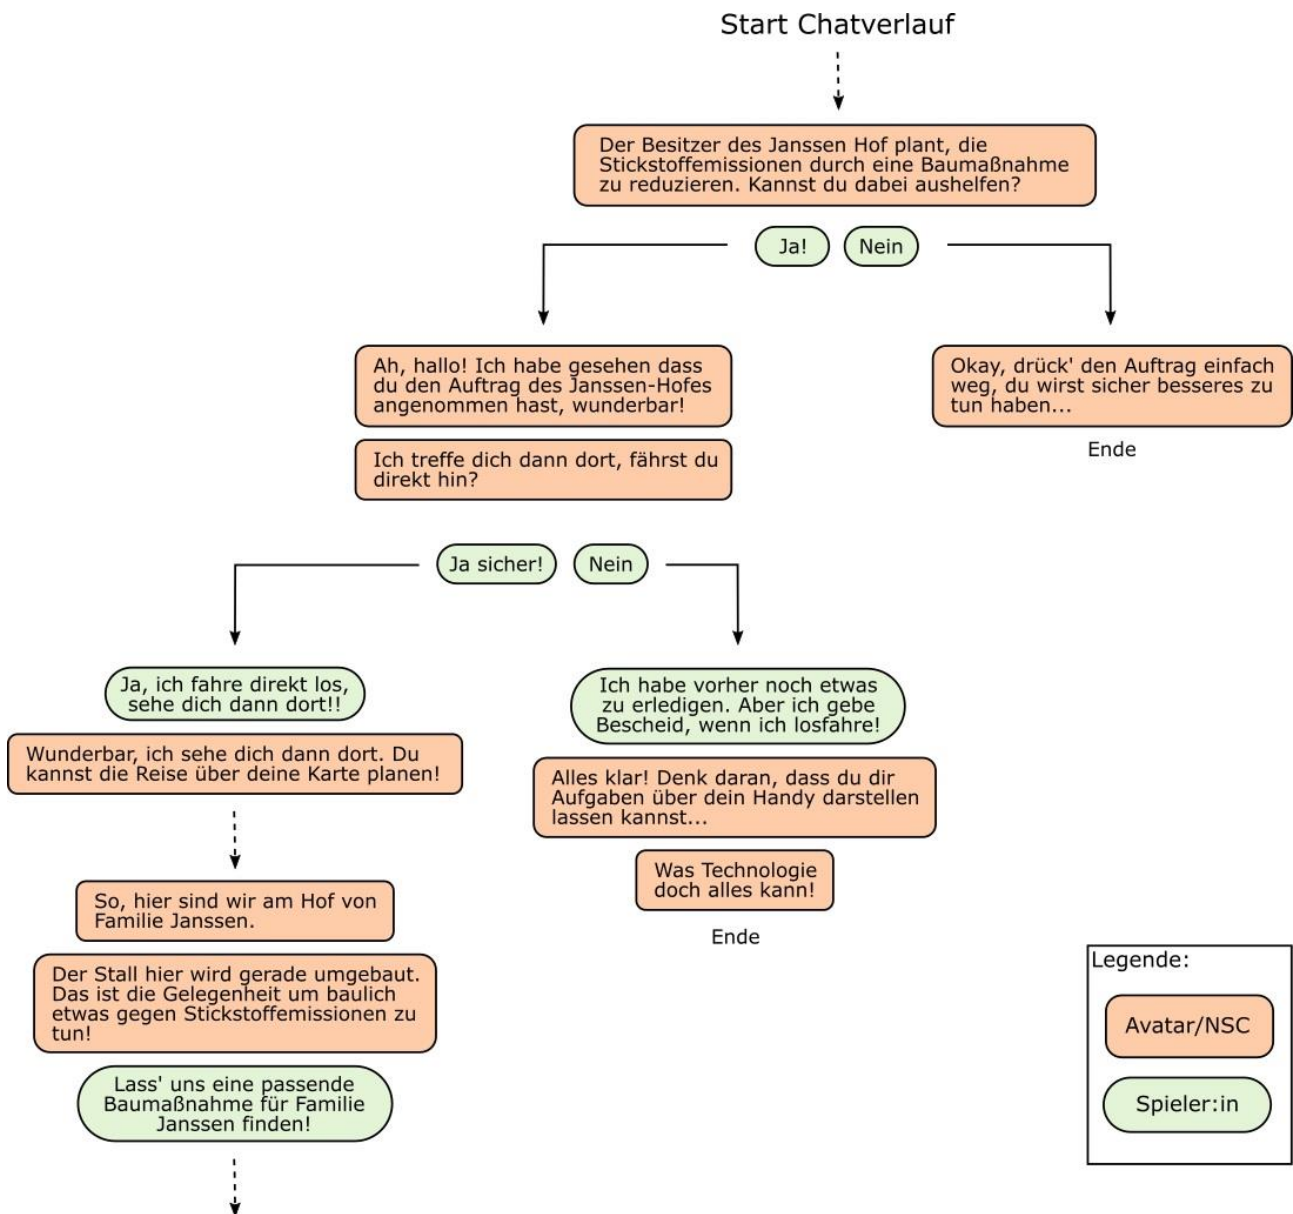 Start Chatverlauf
Der Besitzer des Janssen Hof plant, die
Stickstoffemissionen durch eine Baumaßnahme
zu reduzieren. Kannst du dabei aushelfen?
Ja!
Nein
Ah, hallo! Ich habe gesehen dass
du den Auftrag des Janssen-Hofes
angenommen hast, wunderbar!
Okay, drück' den Auftrag einfach
weg, du wirst sicher besseres zu
tun haben...
Ende
Ich treffe dich dann dort, fährst du
direkt hin?
Ja sicher!
Nein
Ja, ich fahre direkt los,
sehe dich dann dort!!
Wunderbar, ich sehe dich dann dort. Du
kannst die Reise über deine Karte planen!
Ich habe vorher noch etwas
zu erledigen. Aber ich gebe
Bescheid, wenn ich losfahre!
Alles klar! Denk daran, dass du dir
Aufgaben über dein Handy darstellen
lassen kannst...
Was Technologie
doch alles kann!
Ende
So, hier sind wir am Hof von
Familie Janssen.
Der Stall hier wird gerade umgebaut.
Das ist die Gelegenheit um baulich
etwas gegen Stickstoffemissionen zu
tun!
Lass' uns eine passende
Baumaßnahme für Familie
Janssen finden!
Legende:
Avatar/NSC
Spieler:in